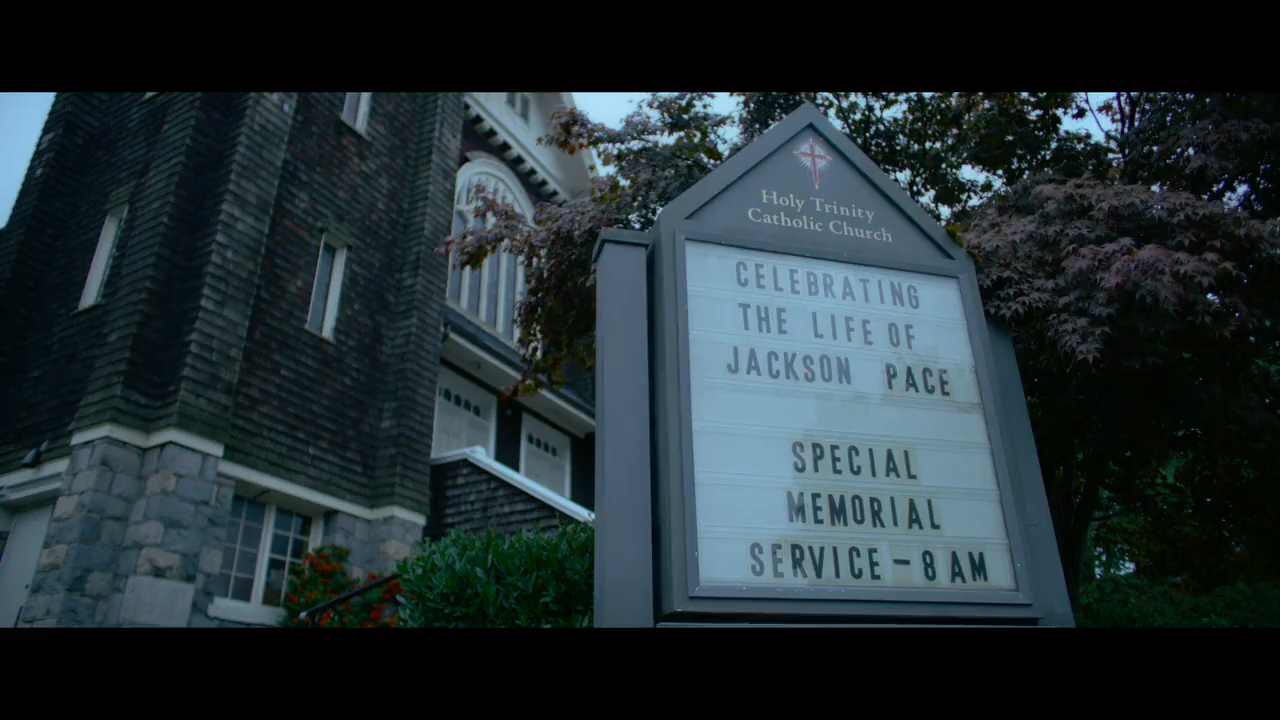 Holy Trinity
Catholic Church
CELEBRATING
THE LIFE OF
JACKSON PACE
SPECIAL
MEMORIAL
SERVICE-8 AM